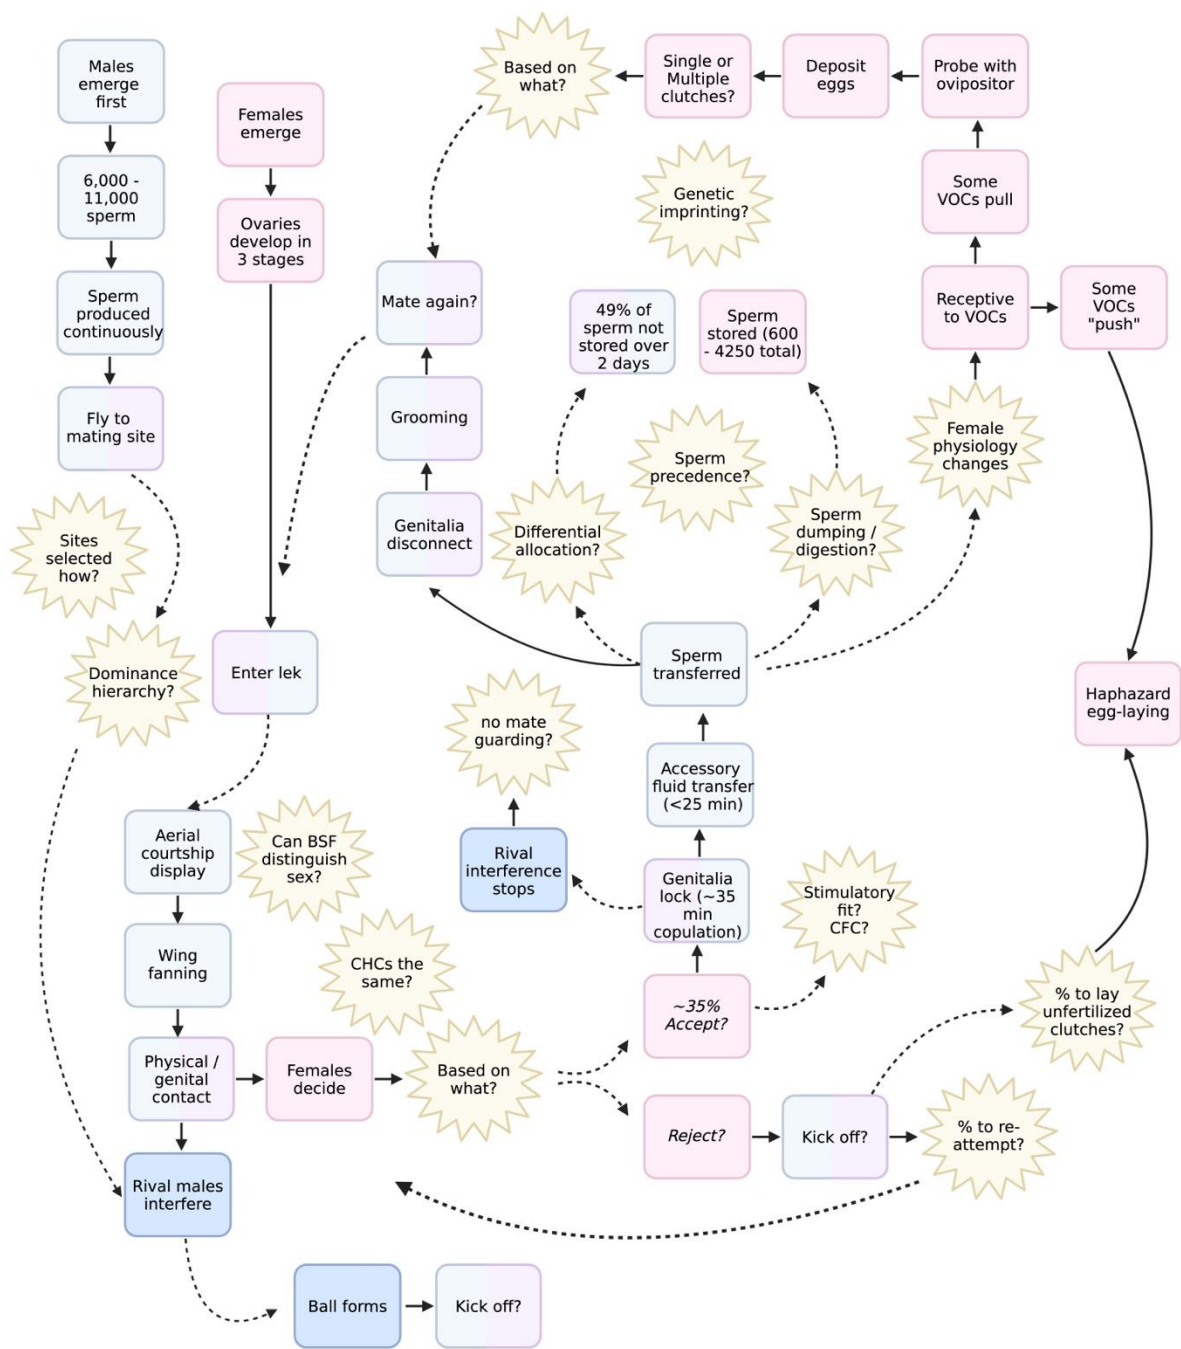 Males
emerge
first
6,000 -
11,000
sperm
Sperm
produced
continuously
Fly to
mating site
Sites
selected
how?
Dominance
hierarchy?
Females
emerge
Ovaries
develop in
3 stages
Enter lek
Aerial
courtship
display
Can BSF
distinguish
sex?
Wing
fanning
CHCs the
same?
Physical /
genital
contact
Females
decide
Based on
what?
Rival males
interfere
Ball forms
Kick off?
~35%
Accept?
Reject?
Kick off?
% to re-
attempt?
% to lay
unfertilized
clutches?
Stimulatory
fit?
CFC?
Genitalia
lock (~35
min
copulation)
Rival
interference
stops
no mate
guarding?
Accessory
fluid transfer
(<25 min)
Sperm
transferred
Genitalia
disconnect
Grooming
Mate again?
Differential
allocation?
49% of
sperm not
stored over
2 days
Sperm
precedence?
Sperm
dumping /
digestion?
Sperm
stored (600
- 4250 total)
Genetic
imprinting?
Female
physiology
changes
Receptive
to VOCs
Some
VOCs
"push"
Haphazard
egg-laying
Some
VOCs pull
Probe with
ovipositor
Deposit
eggs
Single or
Multiple
clutches?
Based on
what?